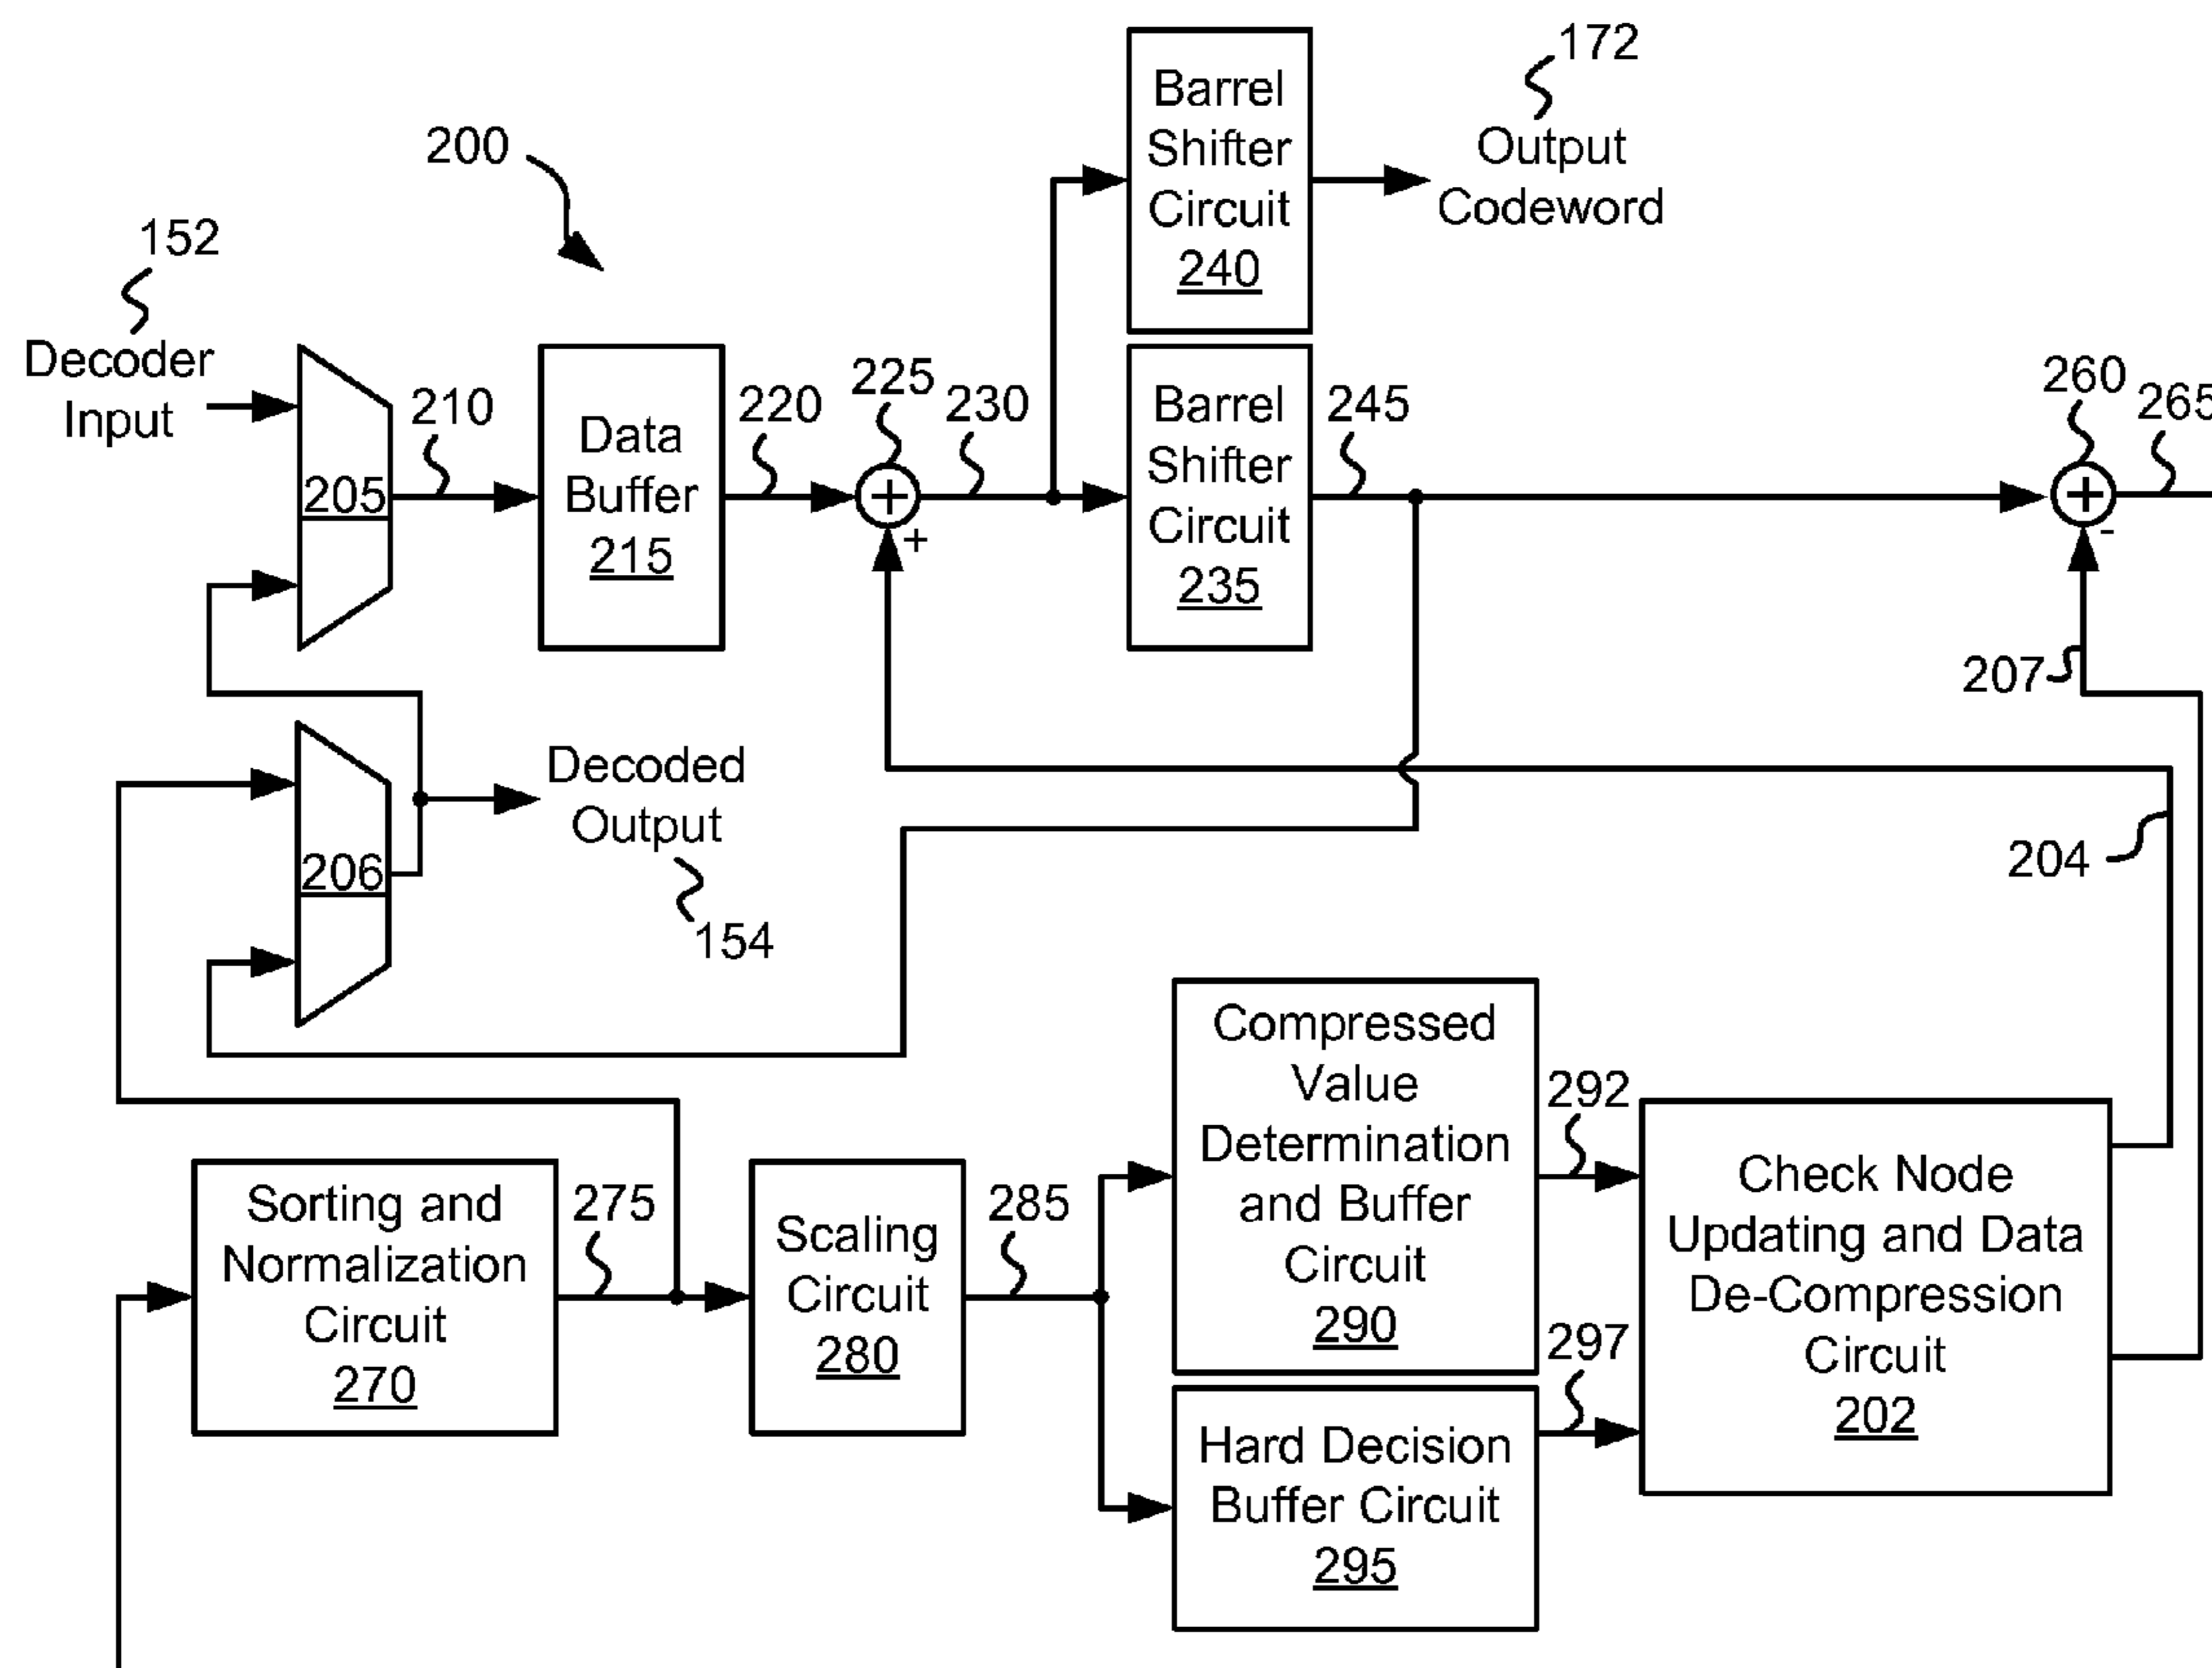 172
Barrel
Shifter
Circuit
240
Output
Codeword
200
152
Decoder
Input
205
210
Data
Buffer
215
220
225
+
+
230
Barrel
Shifter
Circuit
235
245
260
+
-
265
207
206
Decoded
Output
154
204
Compressed
Value
Determination
and Buffer
Circuit
290
292
Sorting and
Normalization
Circuit
270
275
Scaling
Circuit
280
285
Check Node
Updating and Data
De-Compression
Circuit
202
297
Hard Decision
Buffer Circuit
295